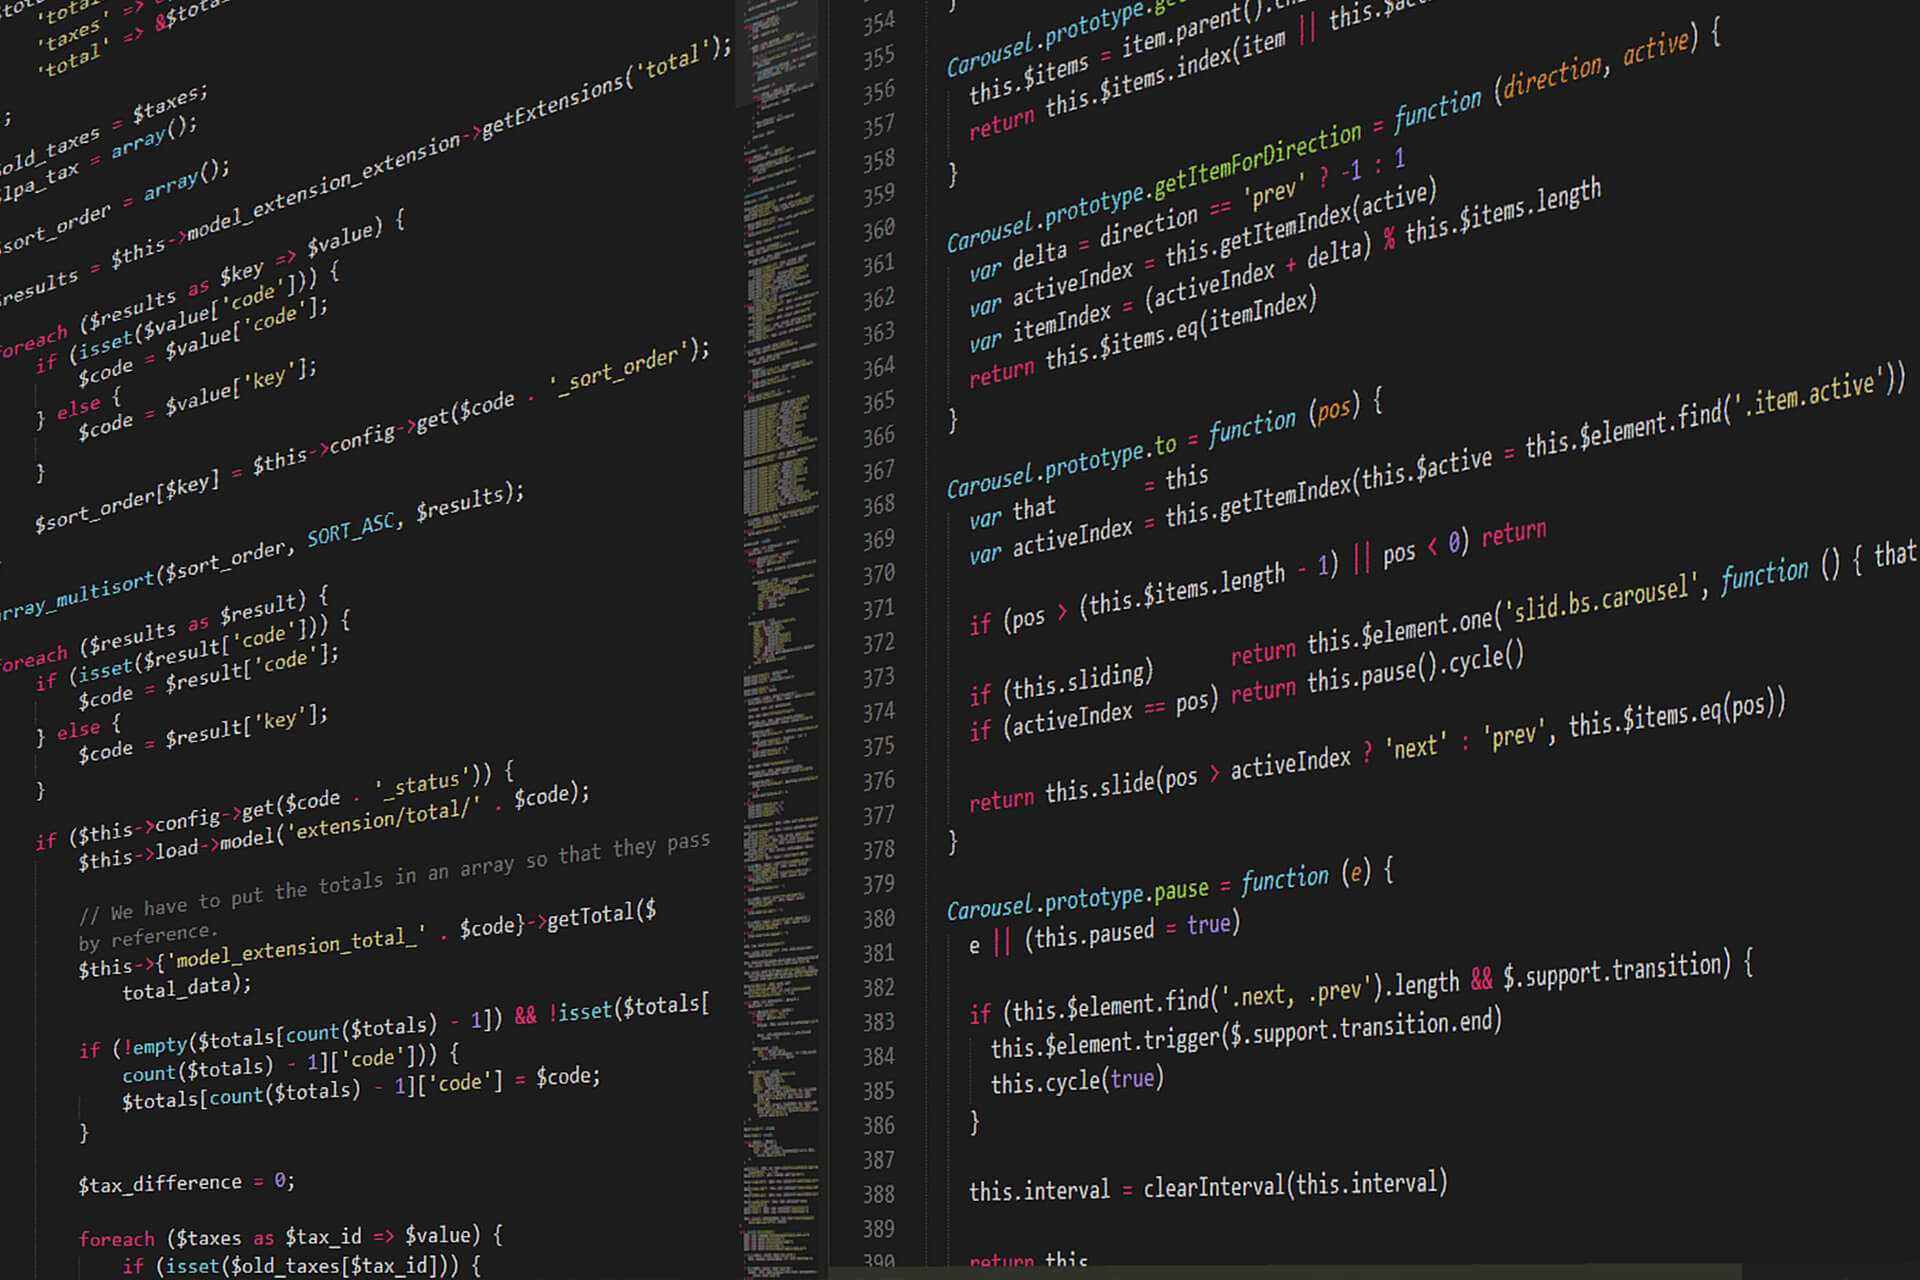 'total
'taxes' =>
'total' => &$total
;
old_taxes = $taxes;
lpa_tax = array();
sort_order = array();
results = $this->model_extension_extension->getExtensions('total');
foreach ($results as $key => $value) {
if (isset($value['code'])) {
$code = $value['code'];
} else {
$code = $value['key'];
}
$sort_order[$key] = $this->config->get($code . '_sort_order');
array_multisort($sort_order, SORT_ASC, $results);
foreach ($results as $result) {
if (isset($result['code'])) {
$code = $result['code'];
} else {
$code = $result['key'];
}
if ($this->config->get($code . '_status')) {
$this->load->model('extension/total/' . $code);
// We have to put the totals in an array so that they pass
by reference.
$this->{'model_extension_total_' . $code}->getTotal($
total_data);
if (!empty($totals[count($totals) - 1]) && !isset($totals[
count($totals) - 1]['code'])) {
$totals[count($totals) - 1]['code'] = $code;
}
$tax_difference = 0;
foreach ($taxes as $tax_id => $value) {
if (isset($old_taxes[$tax_id])) {
354 }
355
356 Carousel.prototype.ge
357 this.$items = item.parent().
358 return this.$items.index(item || this.$ac
359 }
360
361 Carousel.prototype.getItemForDirection = function (direction, active) {
362 var delta = direction == 'prev' ? -1 : 1
363 var activeIndex = this.getItemIndex(active)
364 var itemIndex = (activeIndex + delta) % this.$items.length
365 return this.$items.eq(itemIndex)
366 }
367
368 Carousel.prototype.to = function (pos) {
369 var that = this
370 var activeIndex = this.getItemIndex(this.$active = this.$element.find('.item.active'))
371
372 if (pos > (this.$items.length - 1) || pos < 0) return
373
374 if (this.sliding) return this.$element.one('slid.bs.carousel', function () { that
375 if (activeIndex == pos) return this.pause().cycle()
376
377 return this.slide(pos > activeIndex ? 'next' : 'prev', this.$items.eq(pos))
378 }
379
380 Carousel.prototype.pause = function (e) {
381 e || (this.paused = true)
382
383 if (this.$element.find('.next, .prev').length && $.support.transition) {
384 this.$element.trigger($.support.transition.end)
385 this.cycle(true)
386 }
387
388 this.interval = clearInterval(this.interval)
389
390 return this